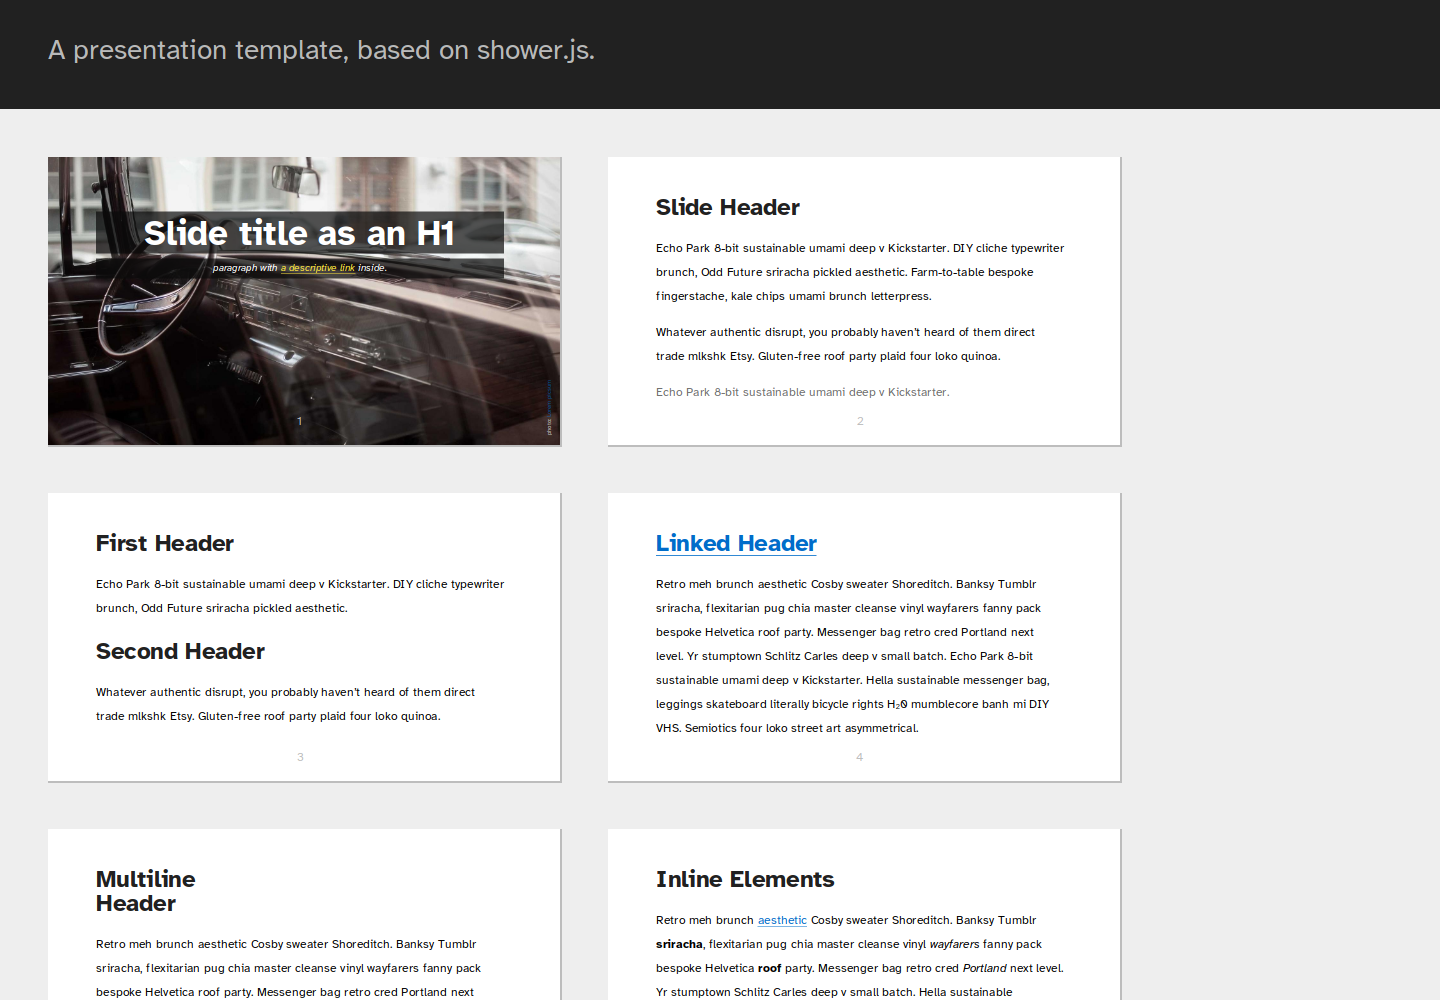 A presentation template, based on shower.js.
Slide title as an H1
paragraph with a descriptive link inside.
photo:
1
Slide Header
Echo Park 8-bit sustainable umami deep v Kickstarter. DIY cliche typewriter
brunch, Odd Future sriracha pickled aesthetic. Farm-to-table bespoke
fingerstache, kale chips umami brunch letterpress.
Whatever authentic disrupt, you probably haven't heard of them direct
trade mlkshk Etsy. Gluten-free roof party plaid four loko quinoa.
Echo Park 8-bit sustainable umami deep v Kickstarter.
2
First Header
Echo Park 8-bit sustainable umami deep v Kickstarter. DIY cliche typewriter
brunch, Odd Future sriracha pickled aesthetic.
Second Header
Whatever authentic disrupt, you probably haven't heard of them direct
trade mlkshk Etsy. Gluten-free roof party plaid four loko quinoa.
3
Linked Header
Retro meh brunch aesthetic Cosby sweater Shoreditch. Banksy Tumblr
sriracha, flexitarian pug chia master cleanse vinyl wayfarers fanny pack
bespoke Helvetica roof party. Messenger bag retro cred Portland next
level. Yr stumptown Schlitz Carles deep v small batch. Echo Park 8-bit
sustainable umami deep v Kickstarter. Hella sustainable messenger bag,
leggings skateboard literally bicycle rights H₂0 mumblecore banh mi DIY
VHS. Semiotics four loko street art asymmetrical.
4
Multiline
Header
Retro meh brunch aesthetic Cosby sweater Shoreditch. Banksy Tumblr
sriracha, flexitarian pug chia master cleanse vinyl wayfarers fanny pack
bespoke Helvetica roof party. Messenger bag retro cred Portland next
Inline Elements
Retro meh brunch aesthetic Cosby sweater Shoreditch. Banksy Tumblr
sriracha, flexitarian pug chia master cleanse vinyl wayfarers fanny pack
bespoke Helvetica roof party. Messenger bag retro cred Portland next level.
Yr stumptown Schlitz Carles deep v small batch. Hella sustainable